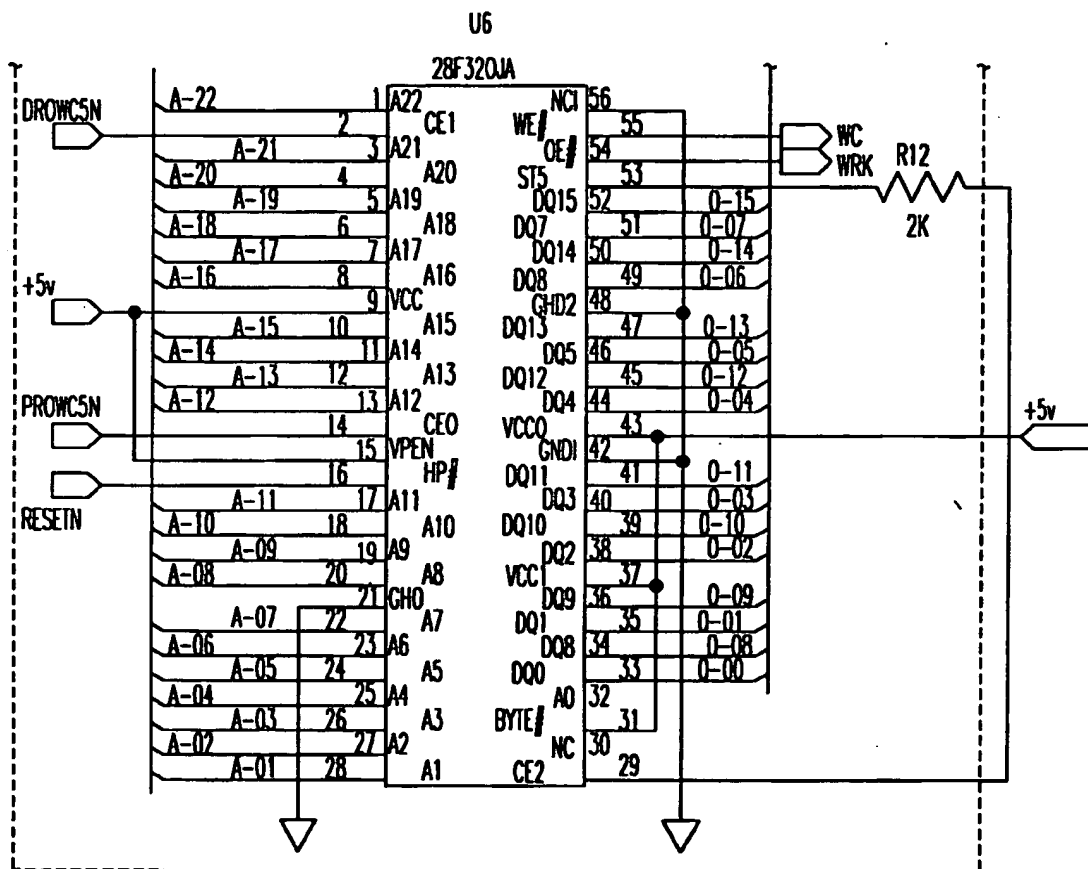 U6
28F320JA
A-22 1 A22 NC1 56
DROWC5N 2 CE1 WE# 55 WC
A-21 3 A21 OE# 54 WRK
A-20 4 A20 ST5 53 R12 2K
A-19 5 A19 DQ15 52 0-15
A-18 6 A18 DQ7 51 0-07
A-17 7 A17 DQ14 50 0-14
A-16 8 A16 DQ8 49 0-06
+5v 9 VCC GHD2 48
A-15 10 A15 DQ13 47 0-13
A-14 11 A14 DQ5 46 0-05
A-13 12 A13 DQ12 45 0-12
A-12 13 A12 DQ4 44 0-04
PROWC5N 14 CE0 VCCQ 43 +5v
15 VPEN GND1 42
RESETN 16 HP# DQ11 41 0-11
A-11 17 A11 DQ3 40 0-03
A-10 18 A10 DQ10 39 0-10
A-09 19 A9 DQ2 38 0-02
A-08 20 A8 VCC1 37
21 GHO DQ9 36 0-09
A-07 22 A7 DQ1 35 0-01
A-06 23 A6 DQ8 34 0-08
A-05 24 A5 DQ0 33 0-00
A-04 25 A4 A0 32
A-03 26 A3 BYTE# 31
A-02 27 A2 NC 30
A-01 28 A1 CE2 29